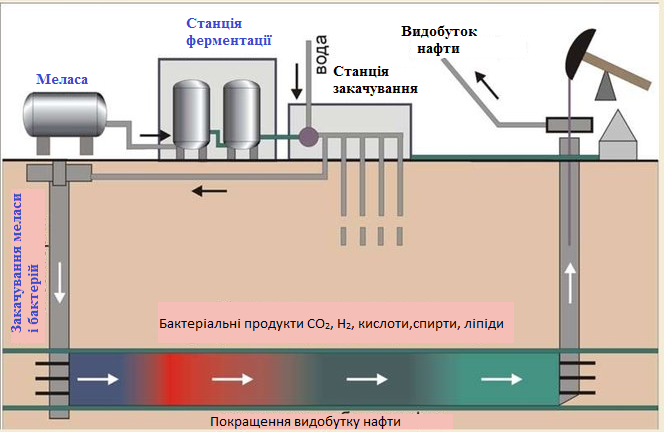 Станція
ферментації
Меласа
вода
Станція
закачування
Видобуток
нафти
Закачування меласи
і бактерій
Бактеріальні продукти CO₂, H₂, кислоти,спирти, ліпіди
Покращення видобутку нафти